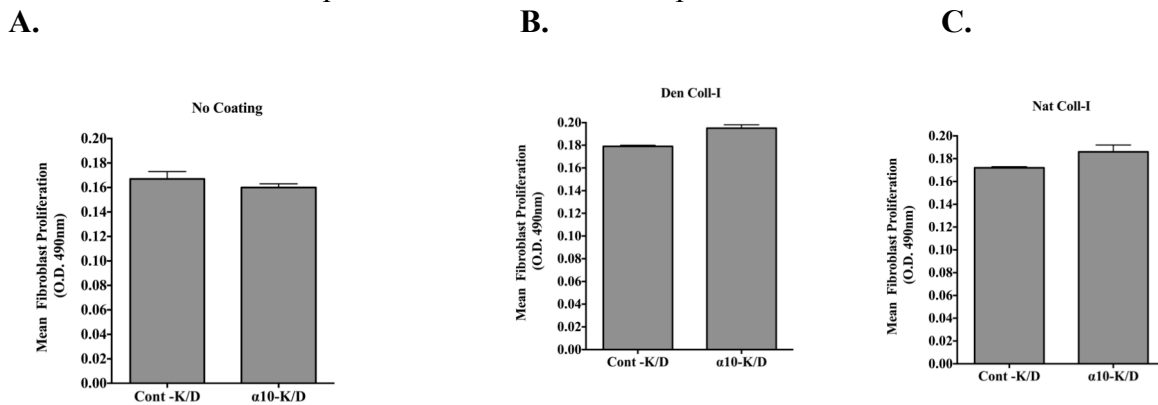 A.
B.
C.
No Coating
Mean Fibroblast Proliferation
(O.D. 490nm)
0.20
0.18
0.16
0.14
0.12
0.10
0.08
0.06
0.04
0.02
0.00
Cont -K/D
α10-K/D
Den Coll-I
Mean Fibroblast Proliferation
(O.D. 490nm)
0.20
0.18
0.16
0.14
0.12
0.10
0.08
0.06
0.04
0.02
0.00
Cont -K/D
α10-K/D
Nat Coll-I
Mean Fibroblast Proliferation
(O.D. 490nm)
0.20
0.18
0.16
0.14
0.12
0.10
0.08
0.06
0.04
0.02
0.00
Cont -K/D
α10-K/D